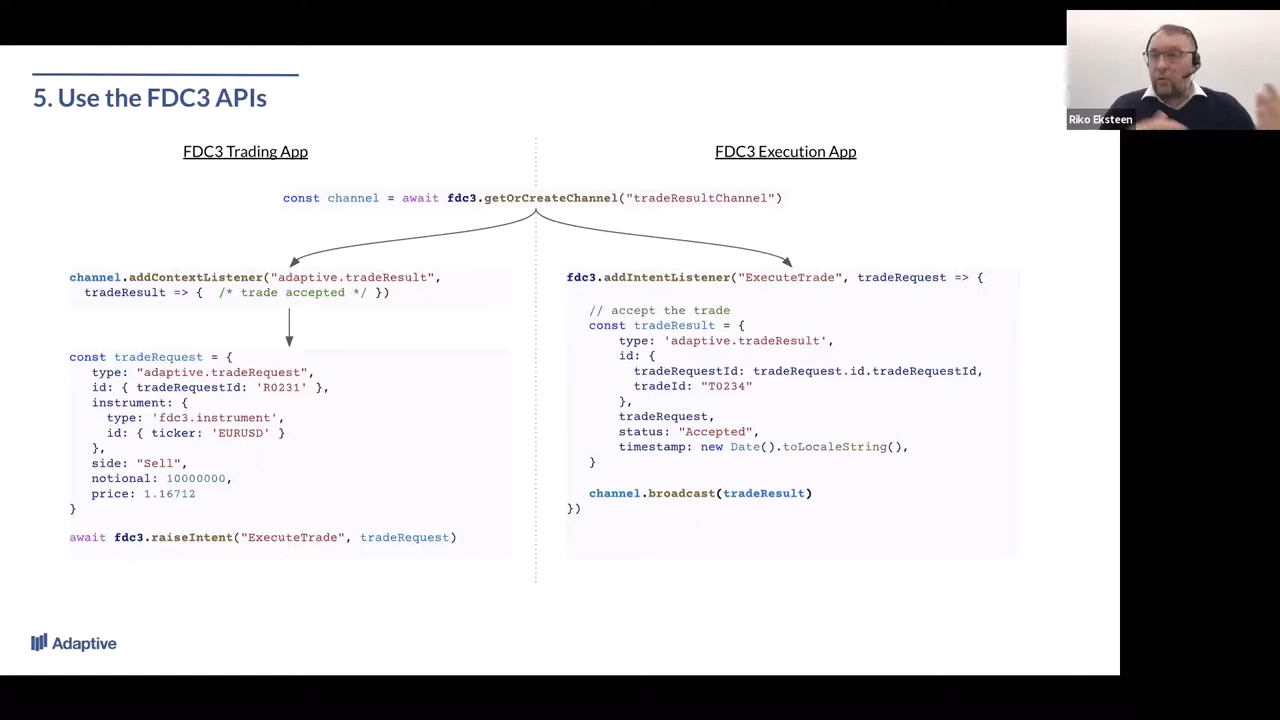 Riko Eksteen
5. Use the FDC3 APIs
FDC3 Trading App
FDC3 Execution App
const channel = await fdc3.getOrCreateChannel("tradeResultChannel")
channel.addContextListener("adaptive.tradeResult",
tradeResult => { /* trade accepted */ })
const tradeRequest = {
type: "adaptive.tradeRequest",
id: { tradeRequestId: 'R0231' },
instrument: {
type: 'fdc3.instrument',
id: { ticker: 'EURUSD' }
},
side: "Sell",
notional: 10000000,
price: 1.16712
}
await fdc3.raiseIntent("ExecuteTrade", tradeRequest)
fdc3.addIntentListener("ExecuteTrade", tradeRequest => {
// accept the trade
const tradeResult = {
type: 'adaptive.tradeResult',
id: {
tradeRequestId: tradeRequest.id.tradeRequestId,
tradeId: "T0234"
},
tradeRequest,
status: "Accepted",
timestamp: new Date().toLocaleString(),
}
channel.broadcast(tradeResult)
})
Adaptive